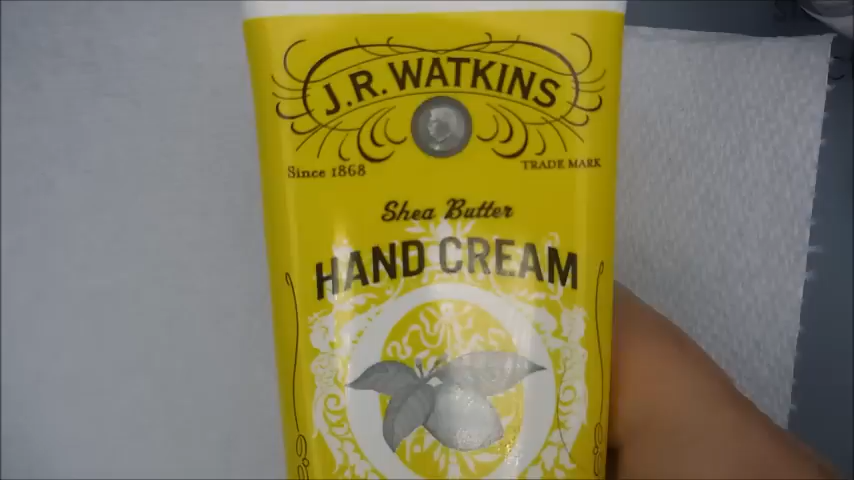 J.R. WATKINS
Since 1868
TRADE MARK
Shea Butter
HAND CREAM